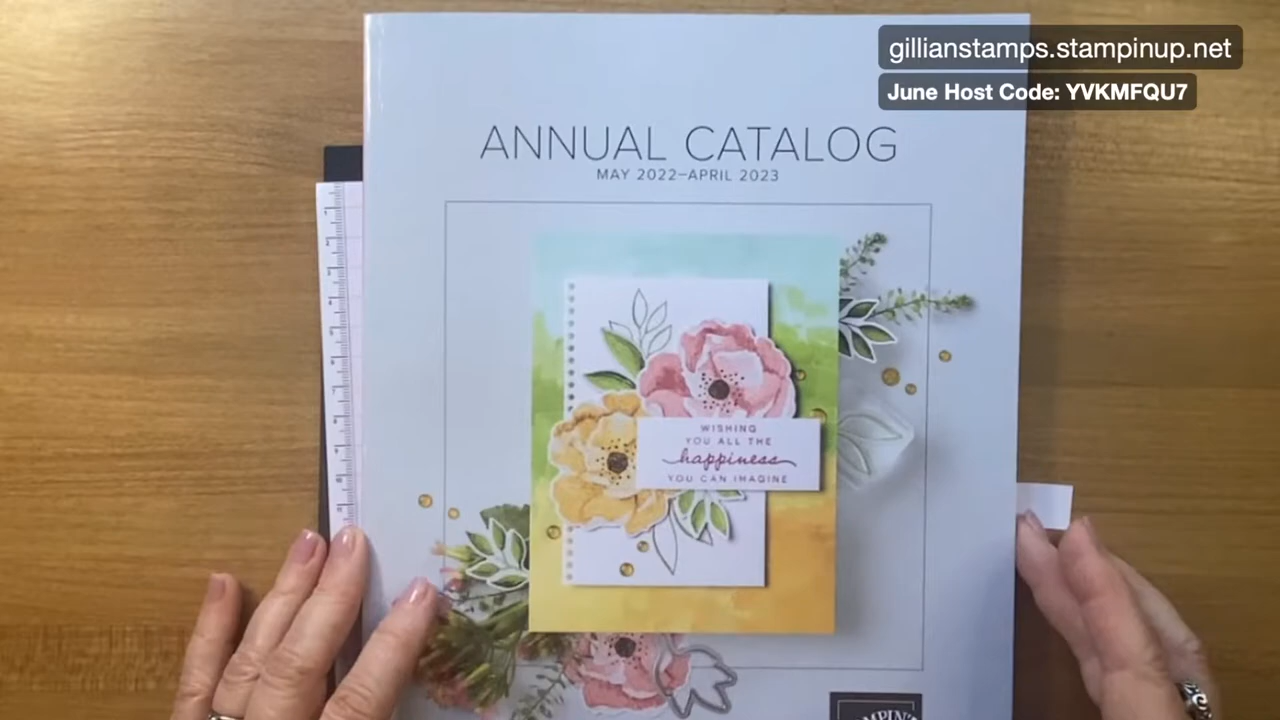 gillianstamps.stampinup.net
June Host Code: YVKMFQU7
ANNUAL CATALOG
MAY 2022–APRIL 2023
WISHING
YOU ALL THE
happiness
YOU CAN IMAGINE